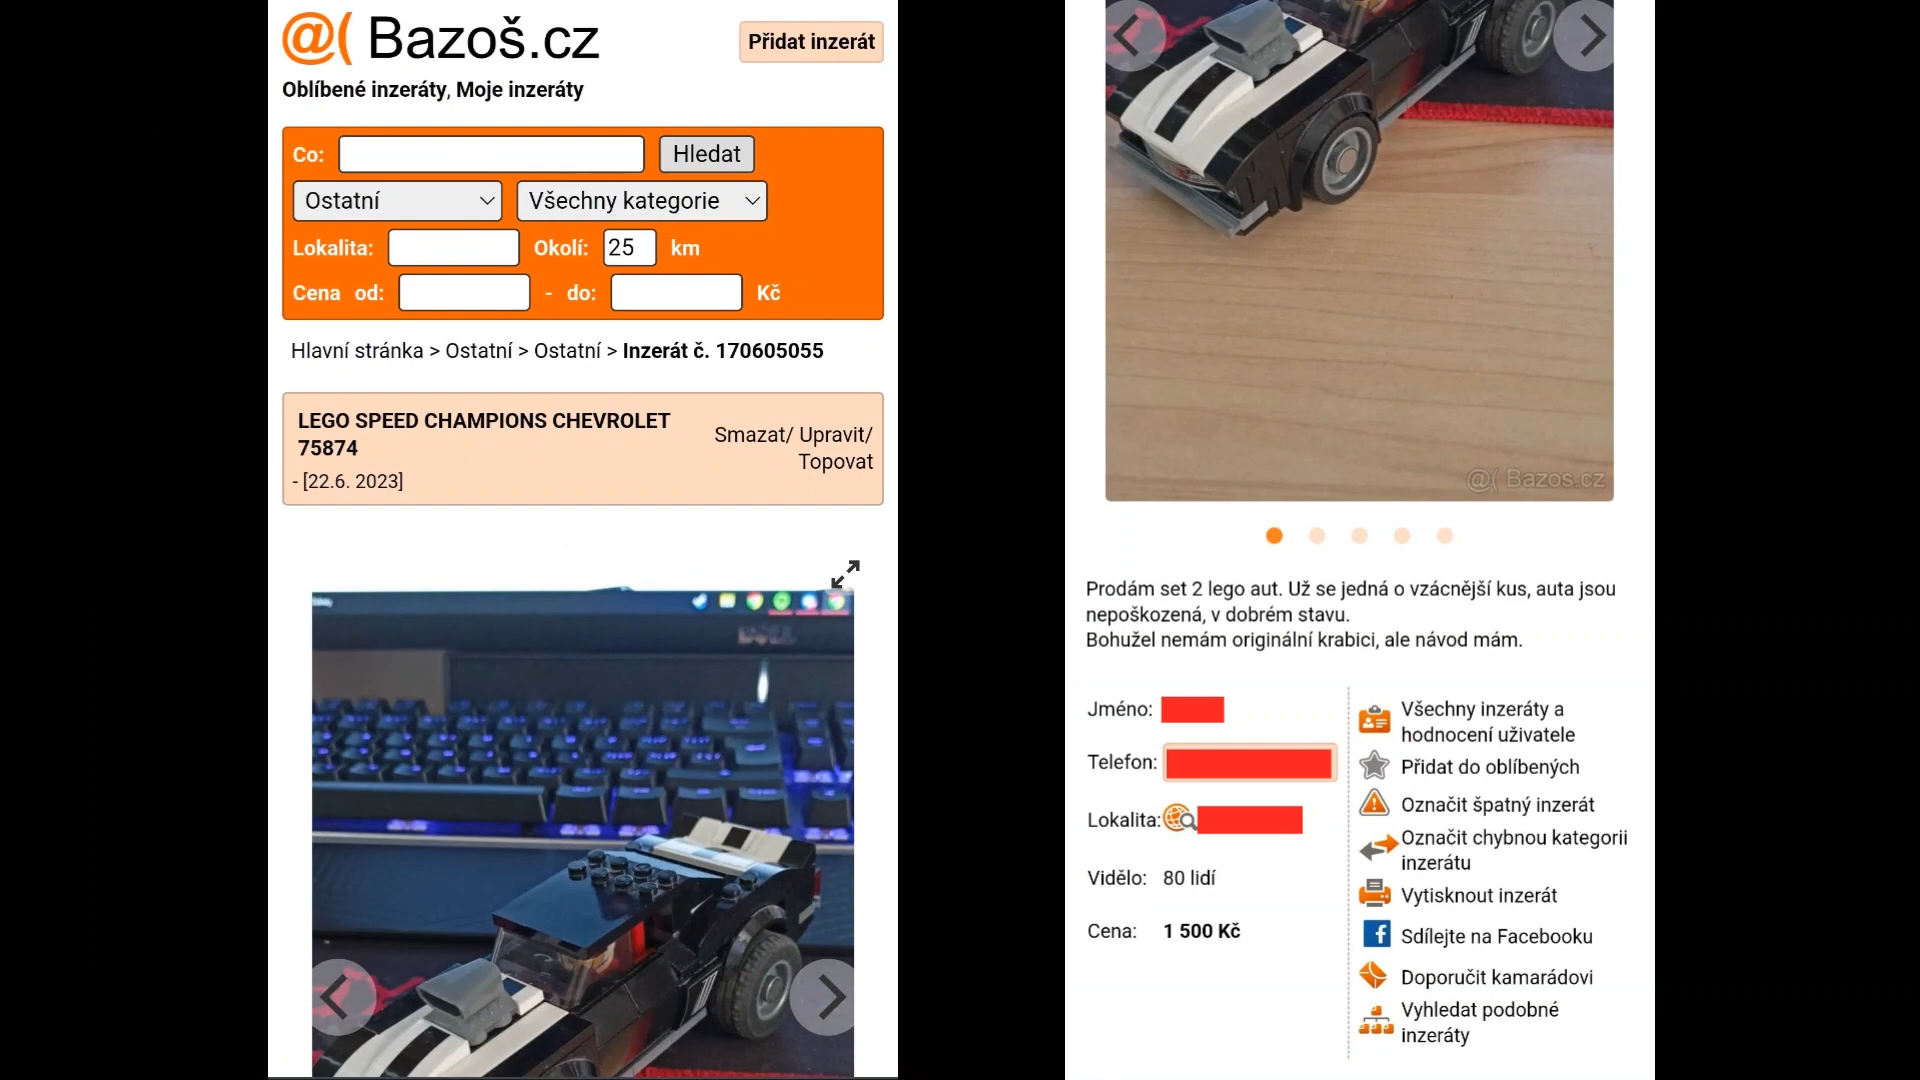 @( Bazoš.cz
Přidat inzerát
Oblíbené inzeráty, Moje inzeráty
Co:
Hledat
Ostatní
Všechny kategorie
Lokalita:
Okolí: 25 km
Cena od: - do: Kč
Hlavní stránka > Ostatní > Ostatní > Inzerát č. 170605055
LEGO SPEED CHAMPIONS CHEVROLET
75874
- [22.6. 2023]
Smazat/ Upravit/
Topovat
DELL
@( Bazos.cz
Prodám set 2 lego aut. Už se jedná o vzácnější kus, auta jsou
nepoškozená, v dobrém stavu.
Bohužel nemám originální krabici, ale návod mám.
Jméno:
Telefon:
Lokalita:
Vidělo: 80 lidí
Cena: 1 500 Kč
Všechny inzeráty a
hodnocení uživatele
Přidat do oblíbených
Označit špatný inzerát
Označit chybnou kategorii
inzerátu
Vytisknout inzerát
Sdílejte na Facebooku
Doporučit kamarádovi
Vyhledat podobné
inzeráty